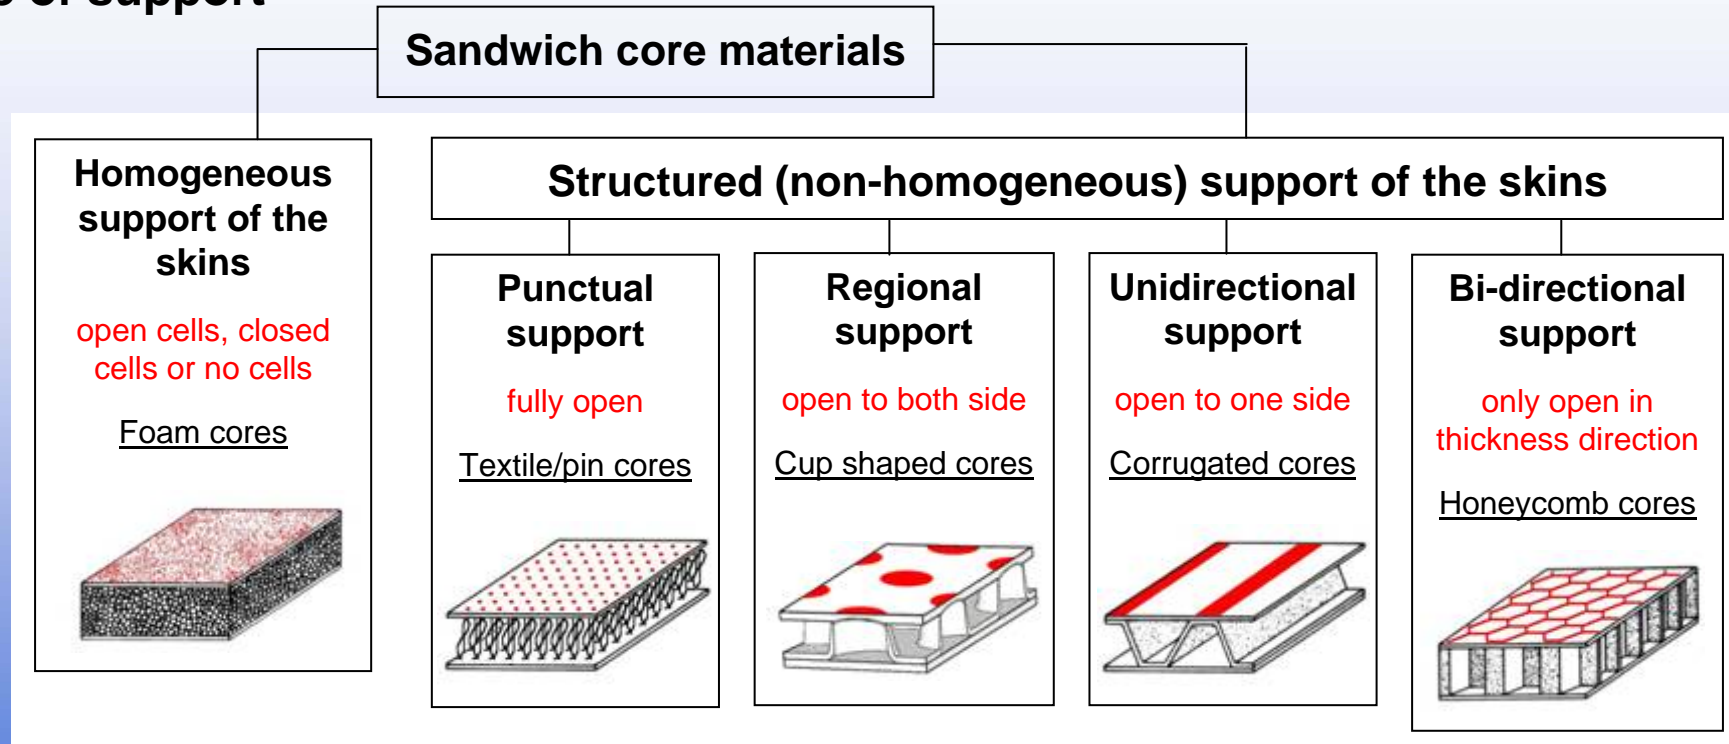 of support
Sandwich core materials
Homogeneous
support of the
skins
open cells, closed
cells or no cells
Foam cores
Structured (non-homogeneous) support of the skins
Punctual
support
fully open
Textile/pin cores
Regional
support
open to both side
Cup shaped cores
Unidirectional
support
open to one side
Corrugated cores
Bi-directional
support
only open in
thickness direction
Honeycomb cores